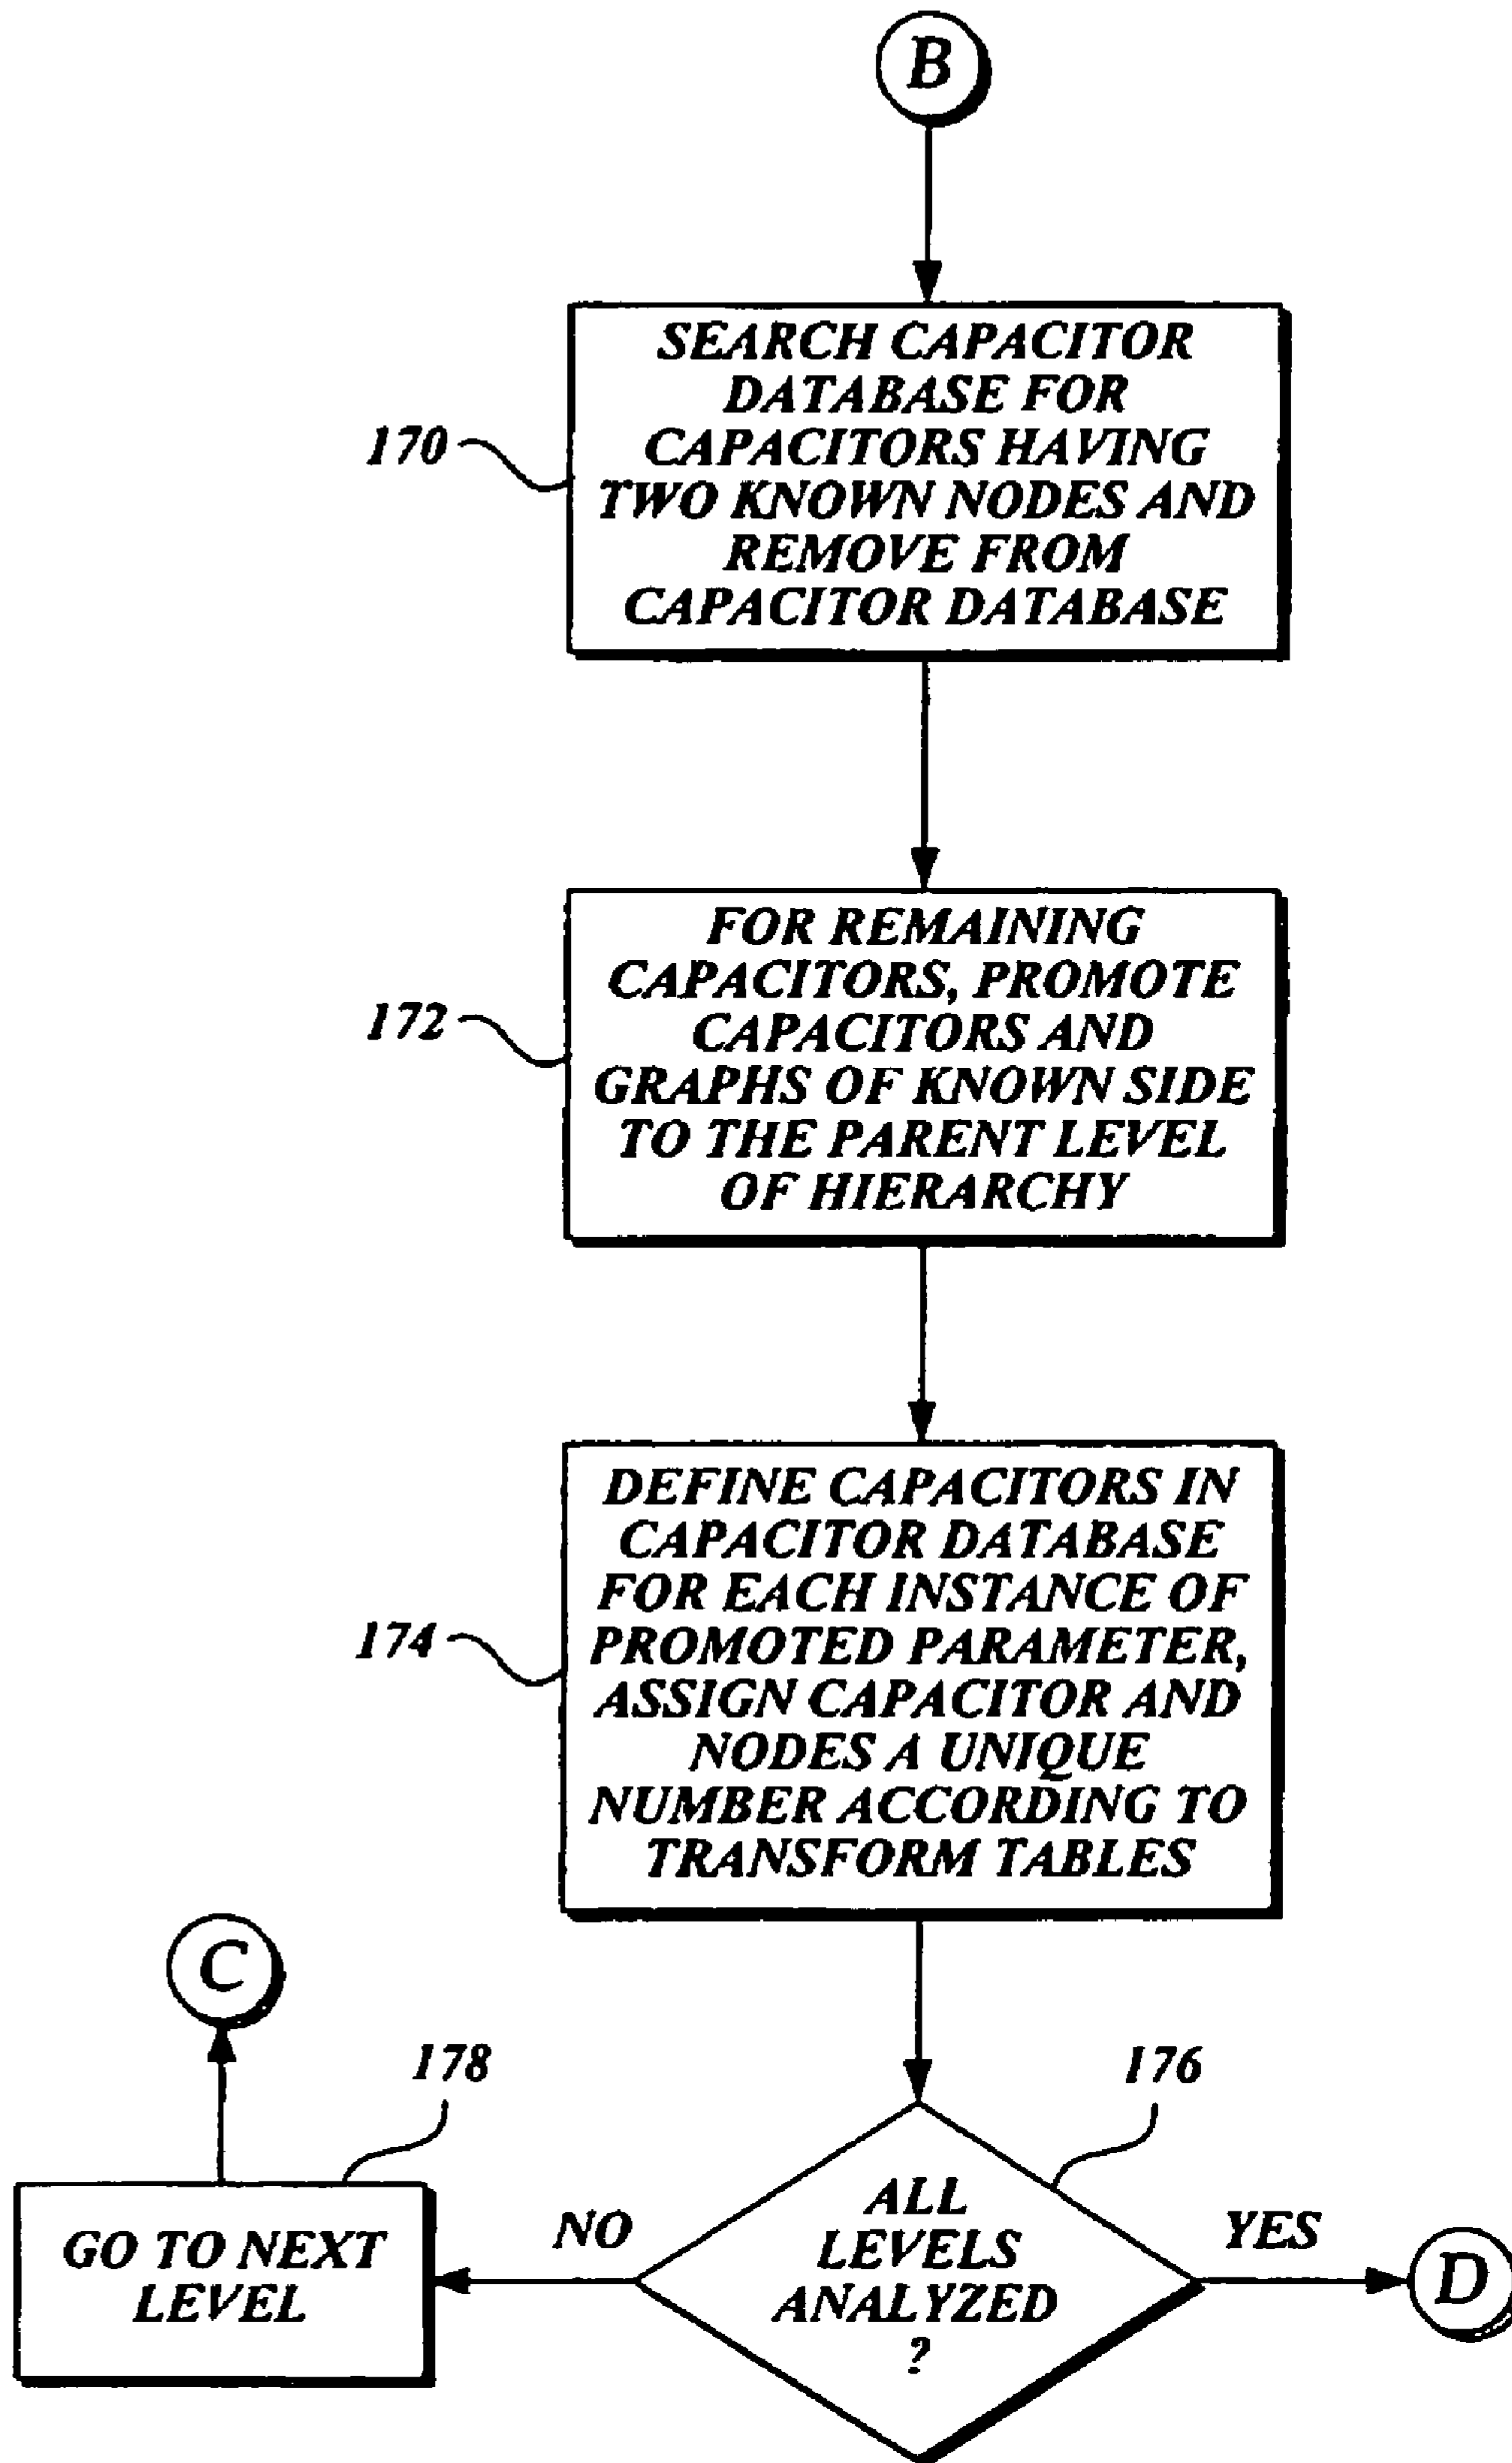 B
170
SEARCH CAPACITOR
DATABASE FOR
CAPACITORS HAVING
TWO KNOWN NODES AND
REMOVE FROM
CAPACITOR DATABASE
172
FOR REMAINING
CAPACITORS, PROMOTE
CAPACITORS AND
GRAPHS OF KNOWN SIDE
TO THE PARENT LEVEL
OF HIERARCHY
174
DEFINE CAPACITORS IN
CAPACITOR DATABASE
FOR EACH INSTANCE OF
PROMOTED PARAMETER,
ASSIGN CAPACITOR AND
NODES A UNIQUE
NUMBER ACCORDING TO
TRANSFORM TABLES
C
178
176
GO TO NEXT
LEVEL
NO
ALL
LEVELS
ANALYZED
?
YES
D